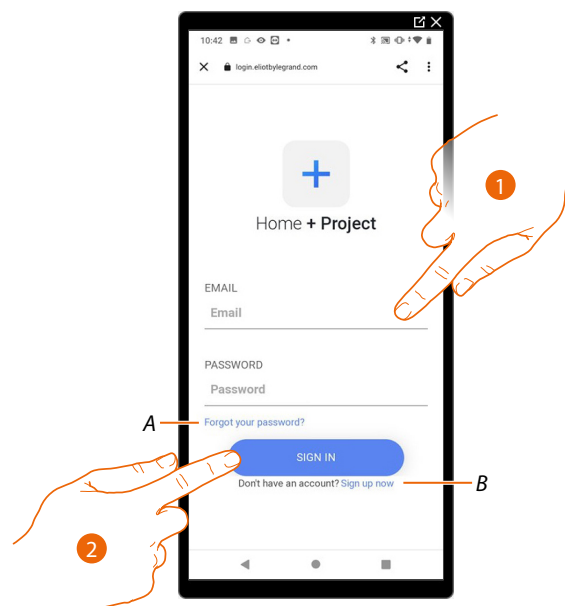 10:42
login.eliotbylegrand.com
1
Home + Project
EMAIL
Email
PASSWORD
Password
A
Forgot your password?
SIGN IN
Don't have an account? Sign up now
B
2